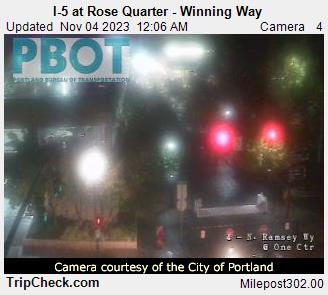 I-5 at Rose Quarter - Winning Way
Updated Nov 04 2023 12:06 AM Camera 4
PBOT
PORTLAND BUREAU OF TRANSPORTATION
4 - N. Ramsey Wy
@ One Ctr
Camera courtesy of the City of Portland
TripCheck.com Milepost302.00